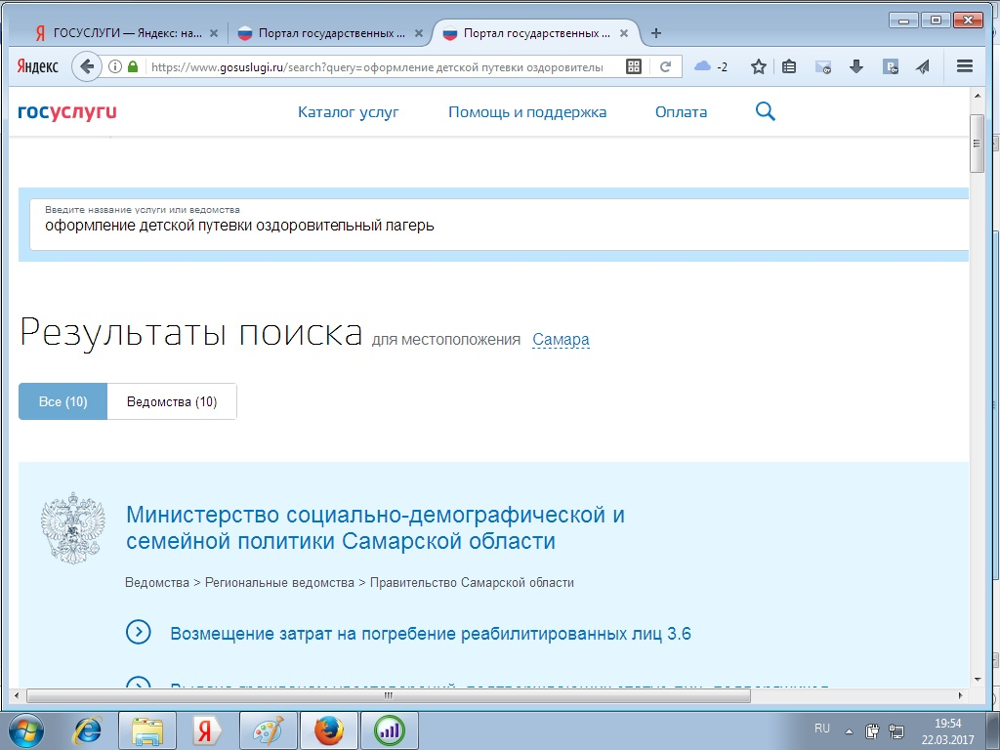 ГОСУСЛУГИ — Яндекс: на...
Портал государственных ...
Портал государственных ...
Яндекс
https://www.gosuslugi.ru/search?query=оформление детской путевки оздоровитель
-2
госуслуги
Каталог услуг
Помощь и поддержка
Оплата
Введите название услуги или ведомства
оформление детской путевки оздоровительный лагерь
Результаты поиска для местоположения Самара
Все (10)
Ведомства (10)
Министерство социально-демографической и
семейной политики Самарской области
Ведомства > Региональные ведомства > Правительство Самарской области
Возмещение затрат на погребение реабилитированных лиц 3.6
RU
19:54
22.03.2017